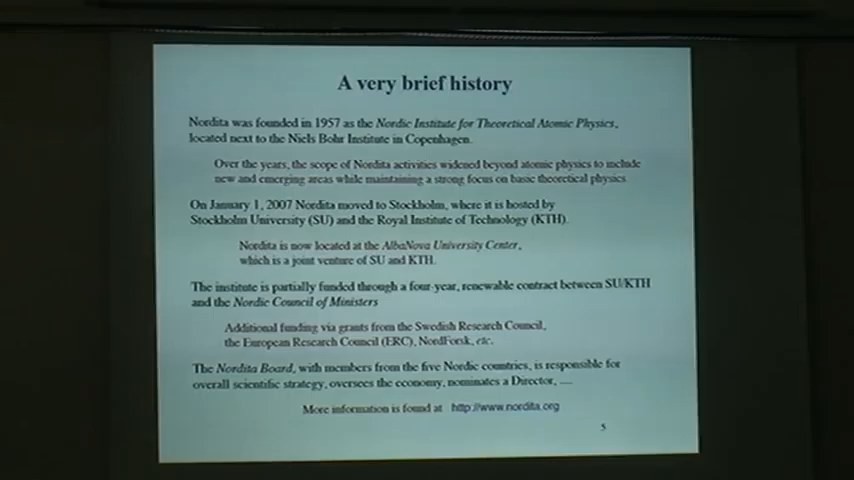 A very brief history
Nordita was founded in 1957 as the Nordic Institute for Theoretical Atomic Physics,
located next to the Niels Bohr Institute in Copenhagen.
Over the years, the scope of Nordita activities widened beyond atomic physics to include
new and emerging areas while maintaining a strong focus on basic theoretical physics.
On January 1, 2007 Nordita moved to Stockholm, where it is hosted by
Stockholm University (SU) and the Royal Institute of Technology (KTH).
Nordita is now located at the AlbaNova University Center,
which is a joint venture of SU and KTH.
The institute is partially funded through a four-year, renewable contract between SU/KTH
and the Nordic Council of Ministers
Additional funding via grants from the Swedish Research Council,
the European Research Council (ERC), NordForsk, etc.
The Nordita Board, with members from the five Nordic countries, is responsible for
overall scientific strategy, oversees the economy, nominates a Director, ....
More information is found at http://www.nordita.org
5